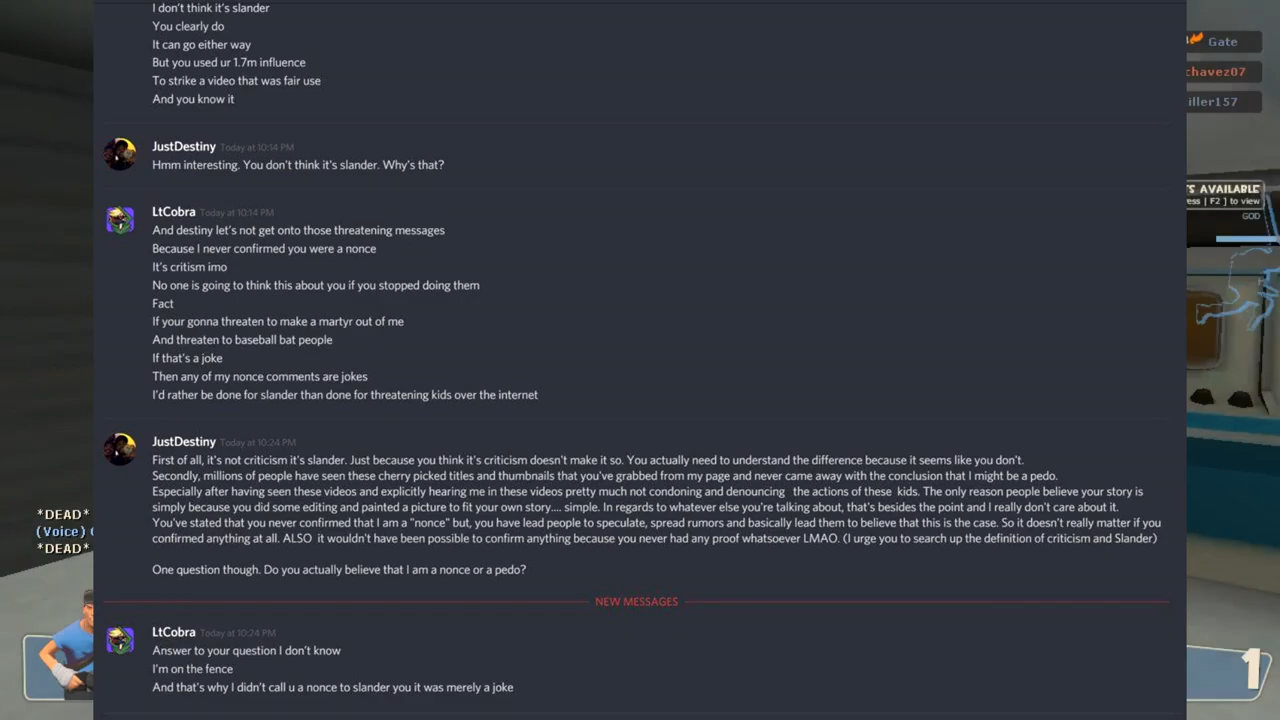 I don't think it's slander
You clearly do
It can go either way
But you used ur 1.7m influence
To strike a video that was fair use
And you know it
JustDestiny Today at 10:14 PM
Hmm interesting. You don't think it's slander. Why's that?
LtCobra Today at 10:14 PM
And destiny let's not get onto those threatening messages
Because I never confirmed you were a nonce
It's critism imo
No one is going to think this about you if you stopped doing them
Fact
If your gonna threaten to make a martyr out of me
And threaten to baseball bat people
If that's a joke
Then any of my nonce comments are jokes
I'd rather be done for slander than done for threatening kids over the internet
JustDestiny Today at 10:24 PM
First of all, it's not criticism it's slander. Just because you think it's criticism doesn't make it so. You actually need to understand the difference because it seems like you don't.
Secondly, millions of people have seen these cherry picked titles and thumbnails that you've grabbed from my page and never came away with the conclusion that I might be a pedo.
Especially after having seen these videos and explicitly hearing me in these videos pretty much not condoning and denouncing the actions of these kids. The only reason people believe your story is
simply because you did some editing and painted a picture to fit your own story.... simple. In regards to whatever else you're talking about, that's besides the point and I really don't care about it.
You've stated that you never confirmed that I am a "nonce" but, you have lead people to speculate, spread rumors and basically lead them to believe that this is the case. So it doesn't really matter if you
confirmed anything at all. ALSO it wouldn't have been possible to confirm anything because you never had any proof whatsoever LMAO. (I urge you to search up the definition of criticism and Slander)
One question though. Do you actually believe that I am a nonce or a pedo?
NEW MESSAGES
LtCobra Today at 10:24 PM
Answer to your question I don't know
I'm on the fence
And that's why I didn't call u a nonce to slander you it was merely a joke
Gate
chavez07
iller157
TS AVAILABLE
ess [ F2 ] to view
GOD
*DEAD*
(Voice)
*DEAD*
1